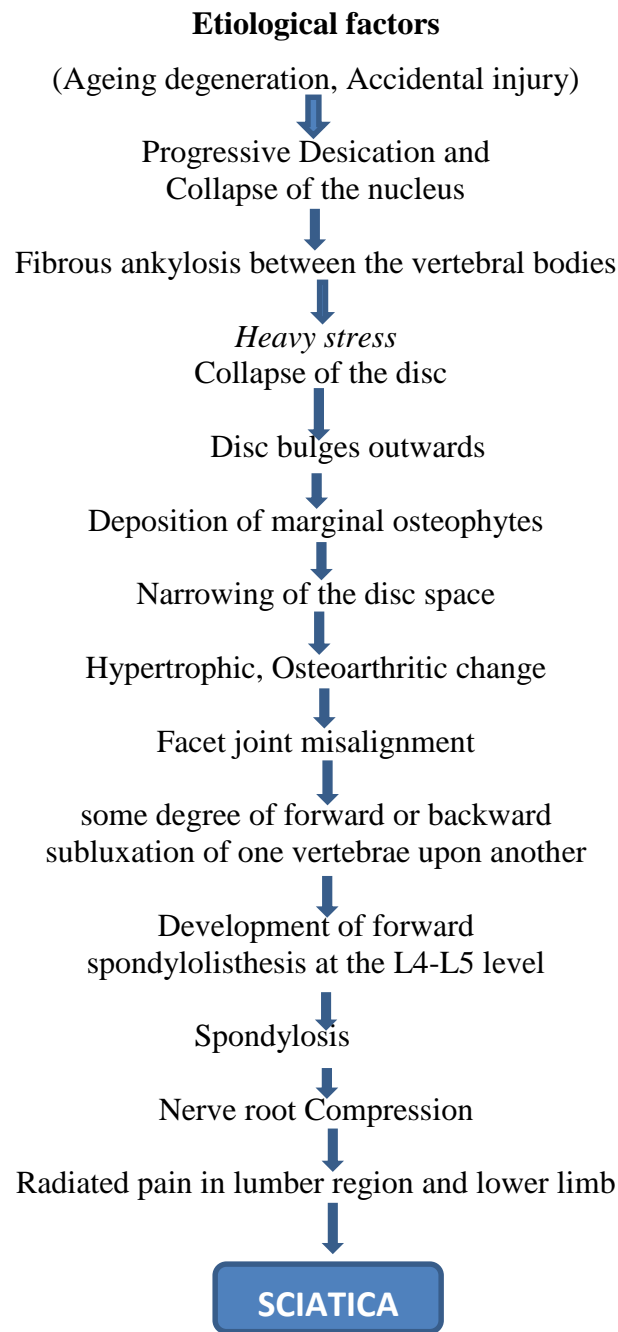 Etiological factors
(Ageing degeneration, Accidental injury)
Progressive Desication and
Collapse of the nucleus
Fibrous ankylosis between the vertebral bodies
Heavy stress
Collapse of the disc
Disc bulges outwards
Deposition of marginal osteophytes
Narrowing of the disc space
Hypertrophic, Osteoarthritic change
Facet joint misalignment
some degree of forward or backward
subluxation of one vertebrae upon another
Development of forward
spondylolisthesis at the L4-L5 level
Spondylosis
Nerve root Compression
Radiated pain in lumber region and lower limb
SCIATICA